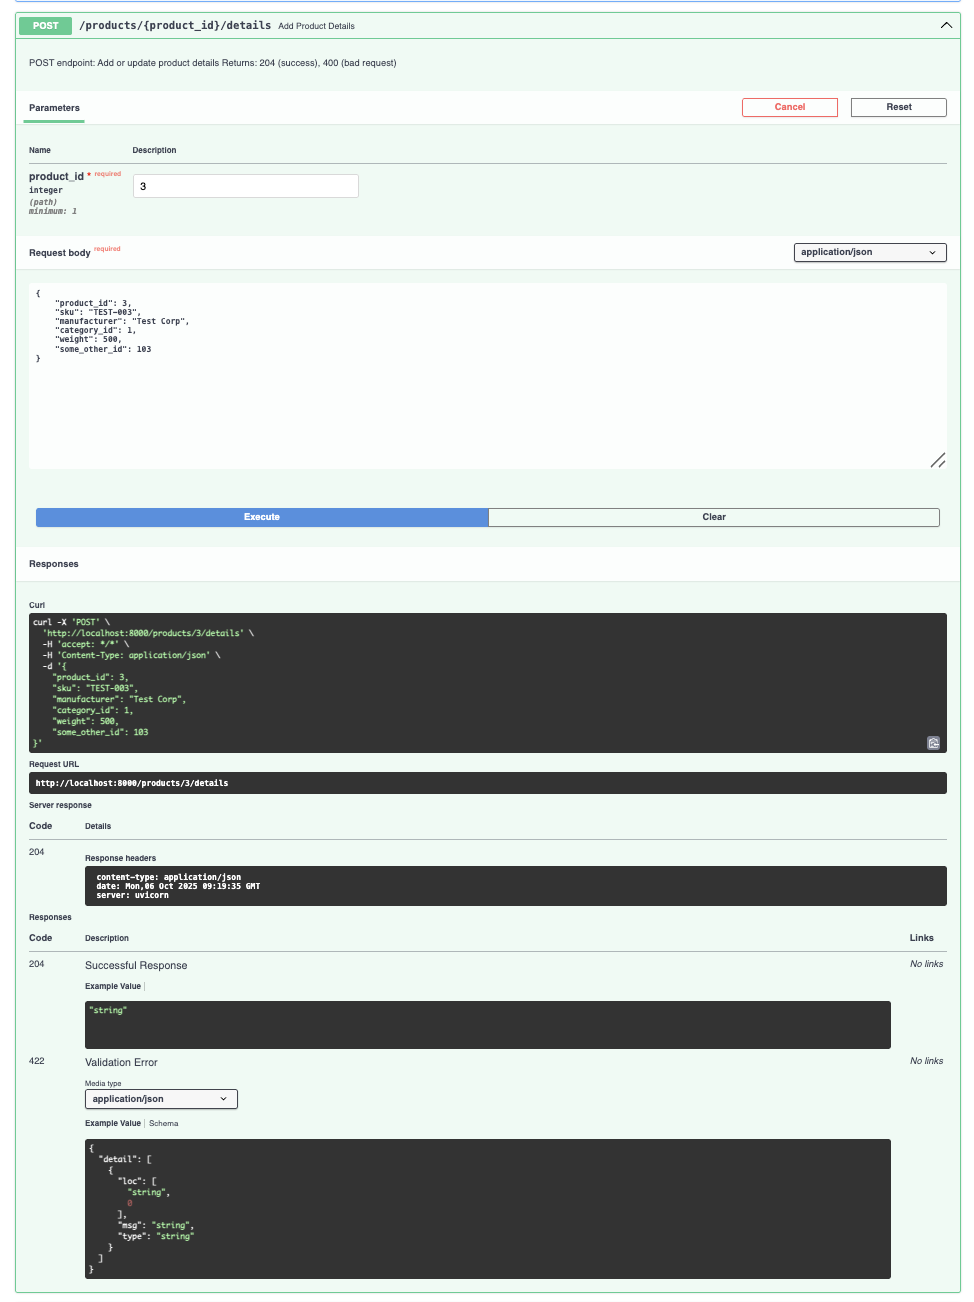 POST /products/{product_id}/details Add Product Details
POST endpoint: Add or update product details Returns: 204 (success), 400 (bad request)
Parameters
Cancel
Reset
Name Description
product_id * required
integer
(path)
minimum: 1
3
Request body required
application/json
{
"product_id": 3,
"sku": "TEST-003",
"manufacturer": "Test Corp",
"category_id": 1,
"weight": 500,
"some_other_id": 103
}
Execute
Clear
Responses
Curl
curl -X 'POST' \
'http://localhost:8000/products/3/details' \
-H 'accept: */*' \
-H 'Content-Type: application/json' \
-d '{
"product_id": 3,
"sku": "TEST-003",
"manufacturer": "Test Corp",
"category_id": 1,
"weight": 500,
"some_other_id": 103
}'
Request URL
http://localhost:8000/products/3/details
Server response
Code Details
204
Response headers
content-type: application/json
date: Mon,06 Oct 2025 09:19:35 GMT
server: uvicorn
Responses
Code Description Links
204 Successful Response No links
Example Value
"string"
422 Validation Error No links
Media type
application/json
Example Value Schema
{
"detail": [
{
"loc": [
"string",
0
],
"msg": "string",
"type": "string"
}
]
}